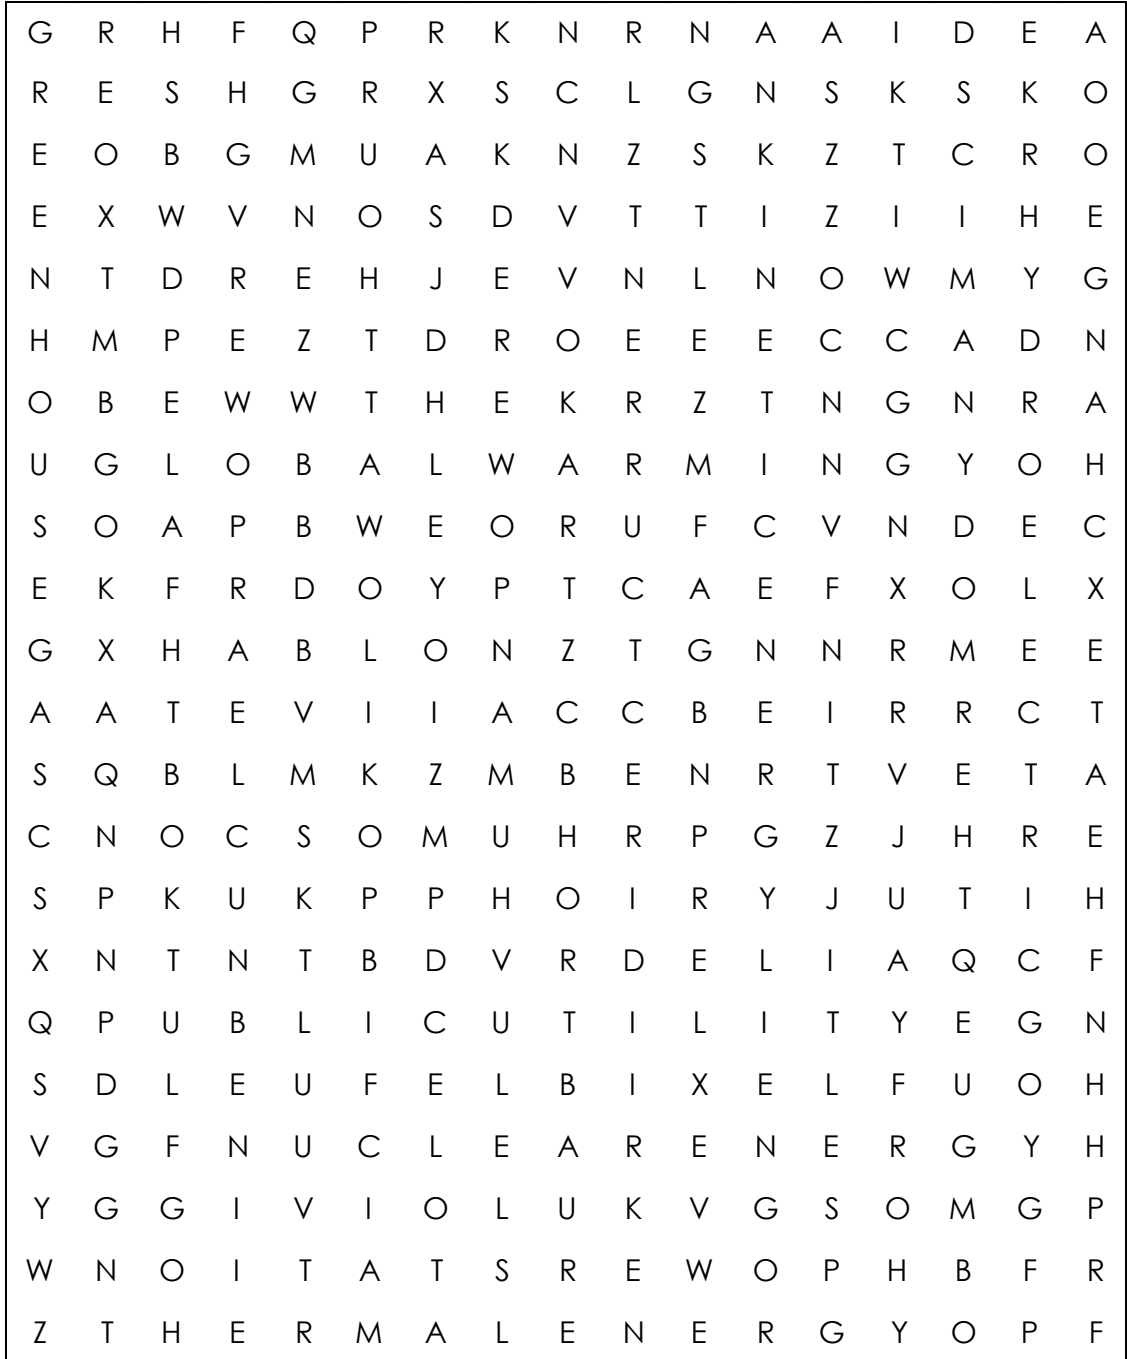 G R H F Q P R K N R N A A I D E A
R E S H G R X S C L G N S K S K O
E O B G M U A K N Z S K Z T C R O
E X W V N O S D V T T I Z I I H E
N T D R E H J E V N L N O W M Y G
H M P E Z T D R O E E E C C A D N
O B E W W T H E K R Z T N G N R A
U G L O B A L W A R M I N G Y O H
S O A P B W E O R U F C V N D E C
E K F R D O Y P T C A E F X O L X
G X H A B L O N Z T G N N R M E E
A A T E V I I A C C B E I R R C T
S Q B L M K Z M B E N R T V E T A
C N O C S O M U H R P G Z J H R E
S P K U K P P H O I R Y J U T I H
X N T N T B D V R D E L I A Q C F
Q P U B L I C U T I L I T Y E G N
S D L E U F E L B I X E L F U O H
V G F N U C L E A R E N E R G Y H
Y G G I V I O L U K V G S O M G P
W N O I T A T S R E W O P H B F R
Z T H E R M A L E N E R G Y O P F